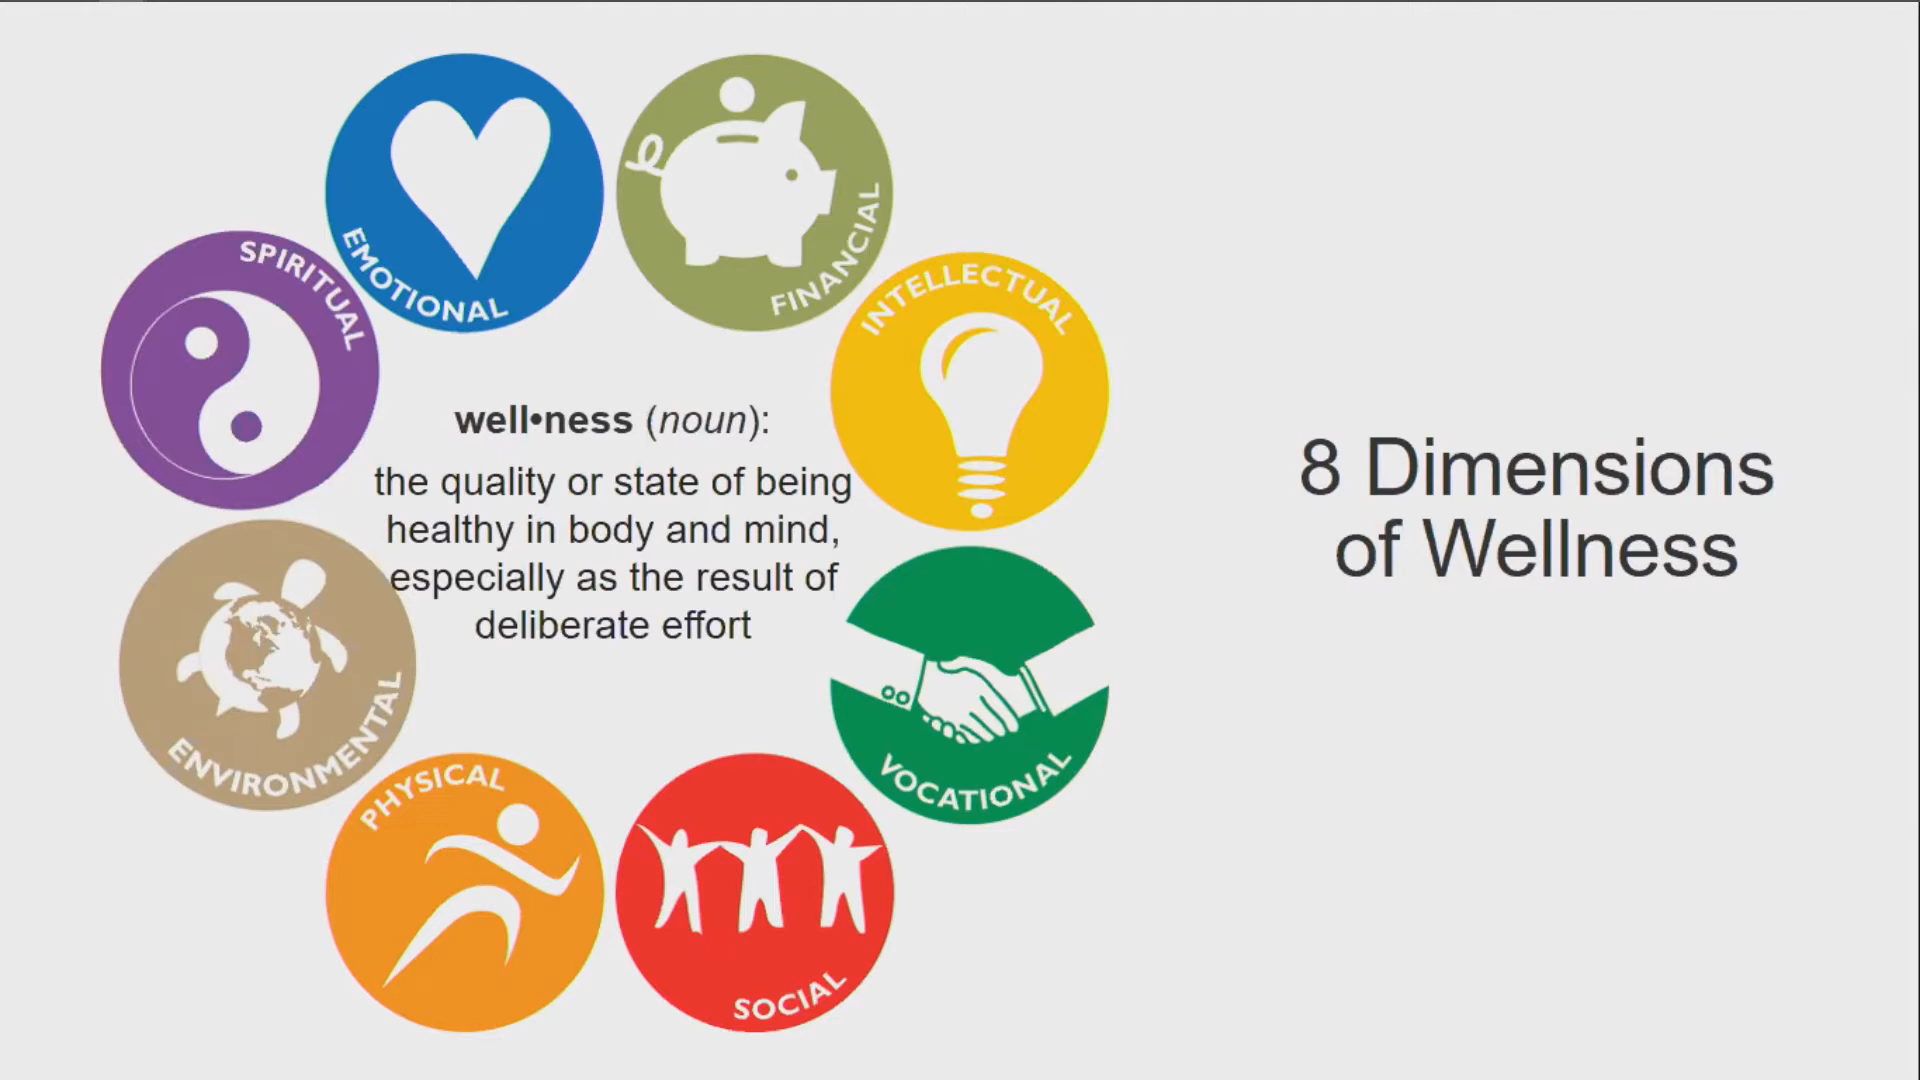 EMOTIONAL
FINANCIAL
SPIRITUAL
INTELLECTUAL
well•ness (noun):
the quality or state of being
healthy in body and mind,
especially as the result of
deliberate effort
8 Dimensions
of Wellness
ENVIRONMENTAL
VOCATIONAL
PHYSICAL
SOCIAL